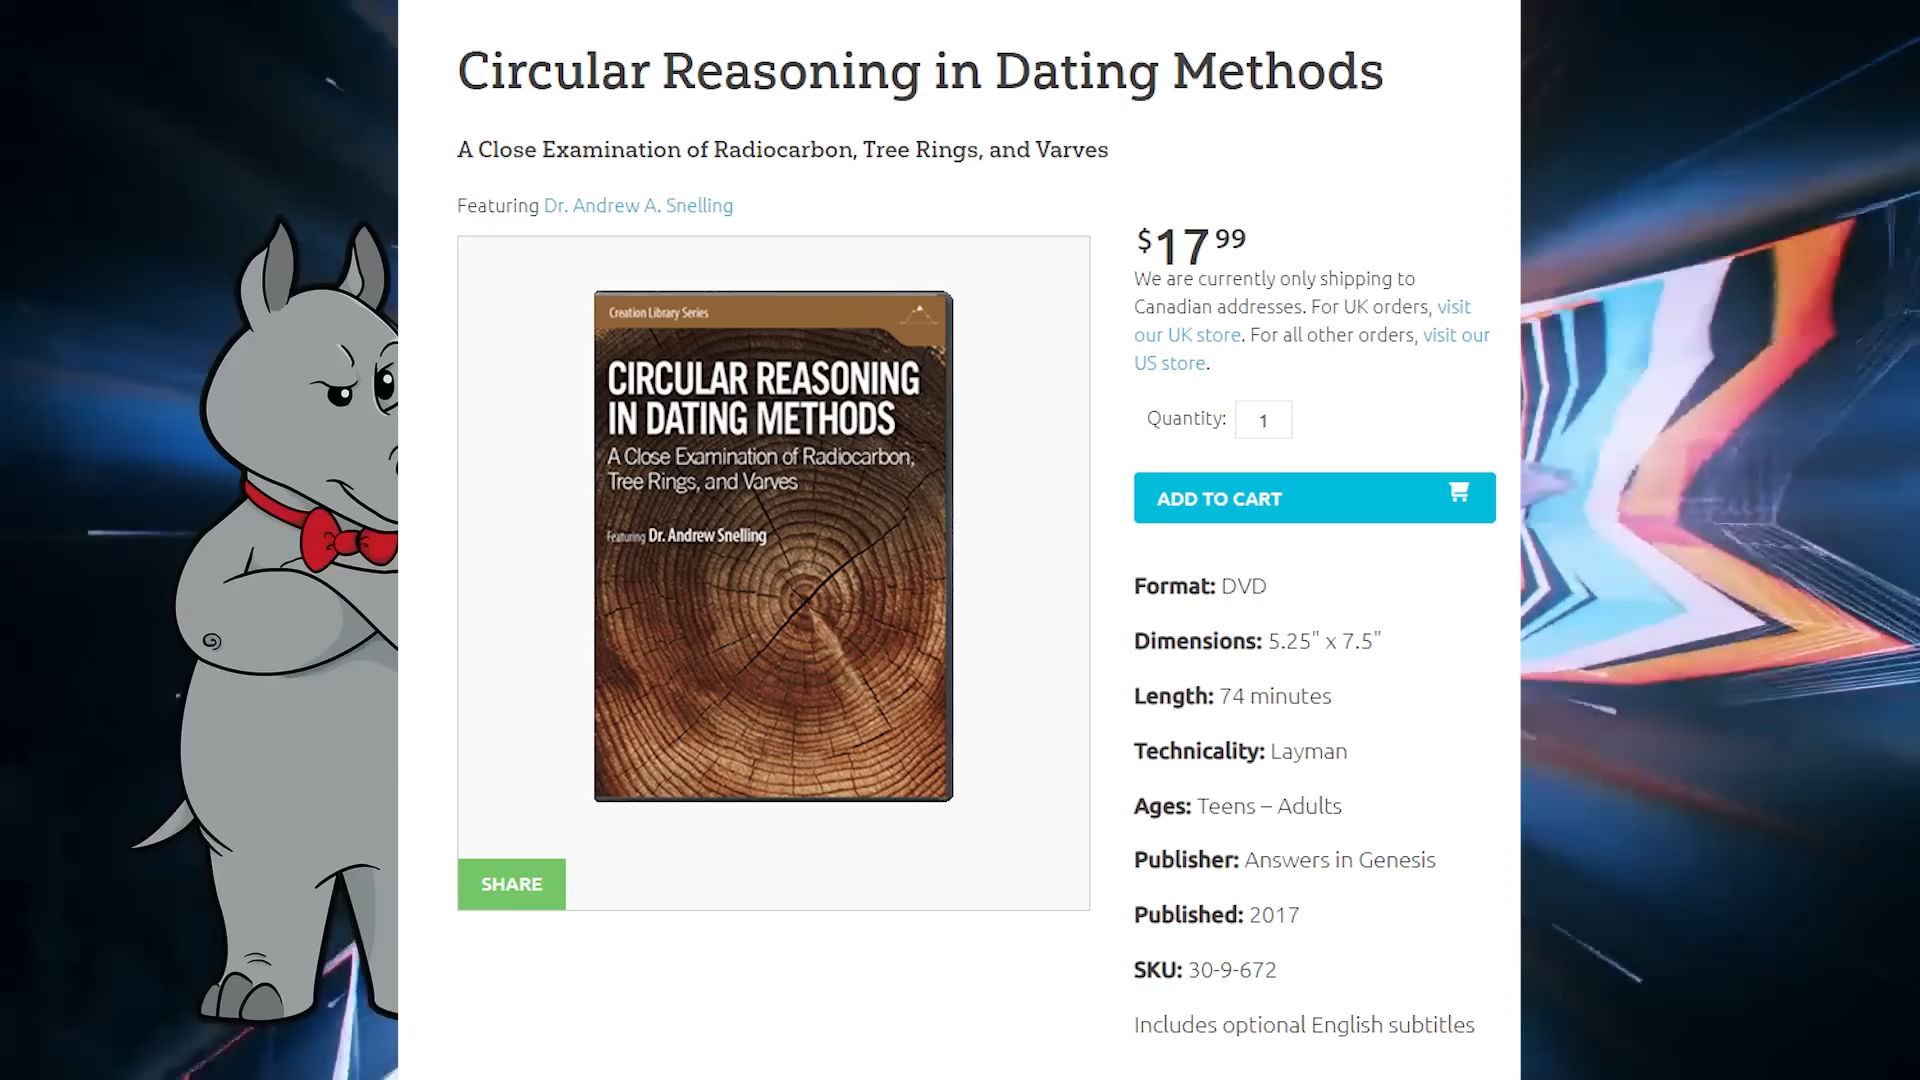 Circular Reasoning in Dating Methods
A Close Examination of Radiocarbon, Tree Rings, and Varves
Featuring Dr. Andrew A. Snelling
Creation Library Series
CIRCULAR REASONING
IN DATING METHODS
A Close Examination of Radiocarbon,
Tree Rings, and Varves
Featuring Dr. Andrew Snelling
SHARE
$17 99
We are currently only shipping to
Canadian addresses. For UK orders, visit
our UK store. For all other orders, visit our
US store.
Quantity: 1
ADD TO CART
Format: DVD
Dimensions: 5.25" x 7.5"
Length: 74 minutes
Technicality: Layman
Ages: Teens – Adults
Publisher: Answers in Genesis
Published: 2017
SKU: 30-9-672
Includes optional English subtitles